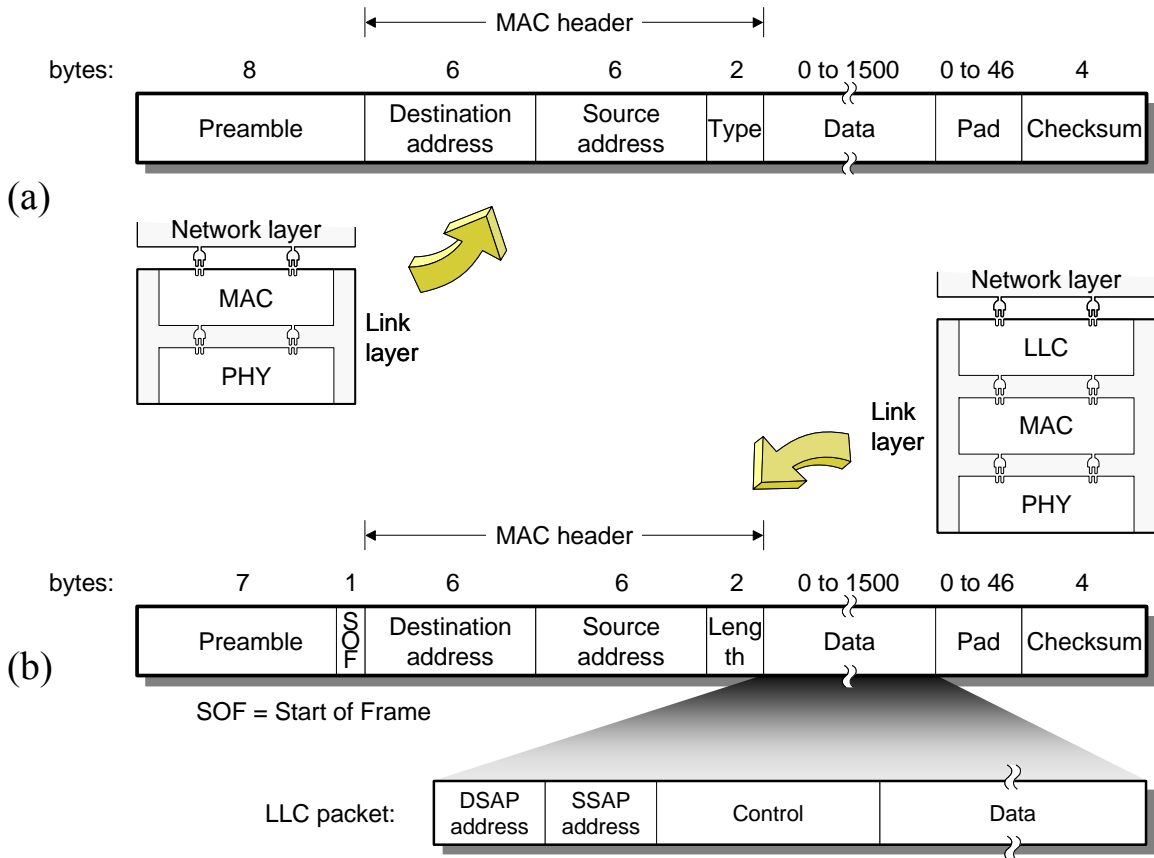 MAC header
bytes: 8 6 6 2 0 to 1500 0 to 46 4
Preamble
Destination
address
Source
address
Type
Data
Pad
Checksum
(a)
Network layer
MAC
PHY
Link
layer
Network layer
LLC
MAC
PHY
Link
layer
MAC header
bytes: 7 1 6 6 2 0 to 1500 0 to 46 4
Preamble
S
O
F
Destination
address
Source
address
Leng
th
Data
Pad
Checksum
(b)
SOF = Start of Frame
LLC packet:
DSAP
address
SSAP
address
Control
Data